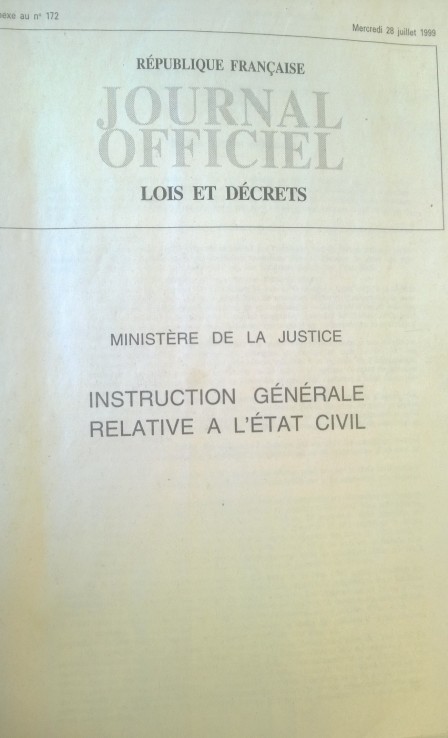 au n° 172
Mercredi 28 juillet 1999
RÉPUBLIQUE FRANÇAISE
JOURNAL
OFFICIEL
LOIS ET DÉCRETS
MINISTÈRE DE LA JUSTICE
INSTRUCTION GÉNÉRALE
RELATIVE A L'ÉTAT CIVIL